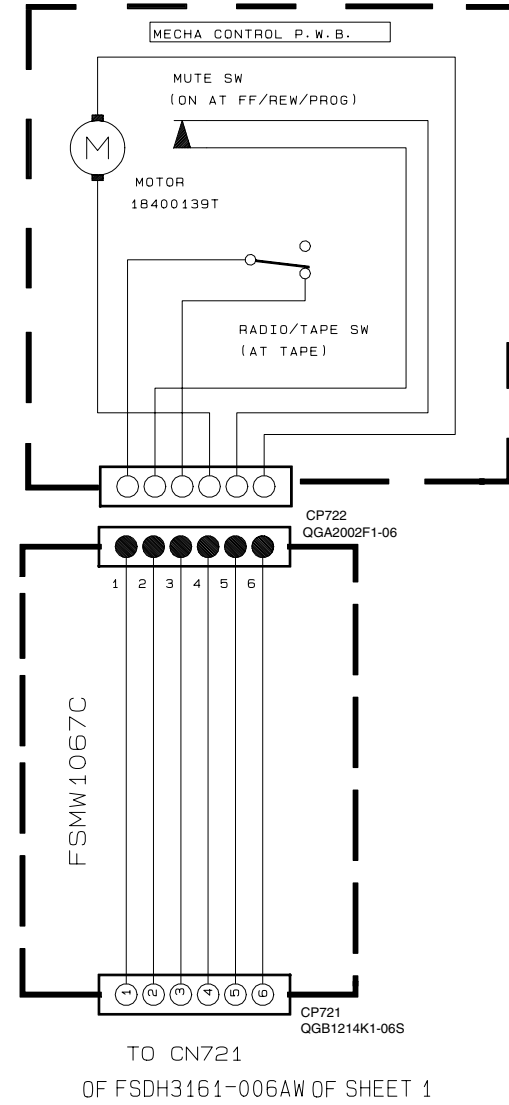 MECHA CONTROL P.W.B.
MUTE SW
(ON AT FF/REW/PROG)
M
MOTOR
18400139T
RADIO/TAPE SW
(AT TAPE)
CP722
QGA2002F1-06
1 2 3 4 5 6
FSMW1067C
1 2 3 4 5 6
CP721
QGB1214K1-06S
TO CN721
OF FSDH3161-006AW OF SHEET 1